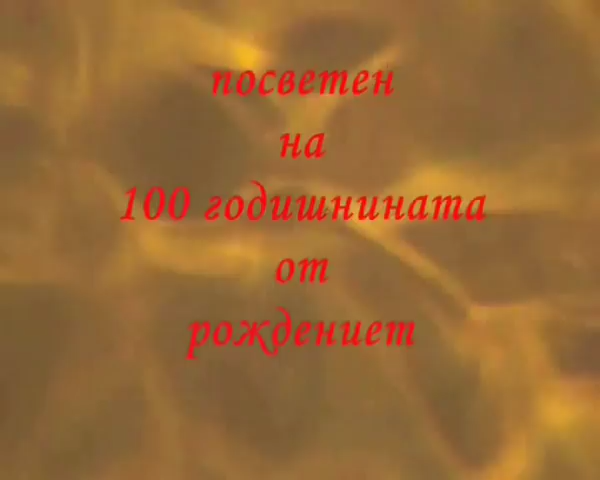 посветен
на
100 годишнината
от
рождениет